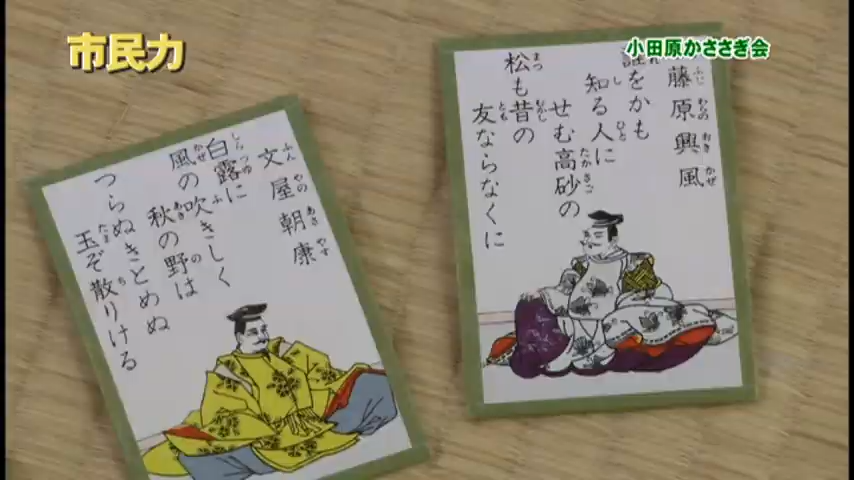 市民力
小田原かささぎ会
藤原興風
誰をかも
知る人に
せむ高砂の
松も昔の
友ならなくに
文屋朝康
白露に
風の吹きしく
秋の野は
つらぬきとめぬ
玉ぞ散りける